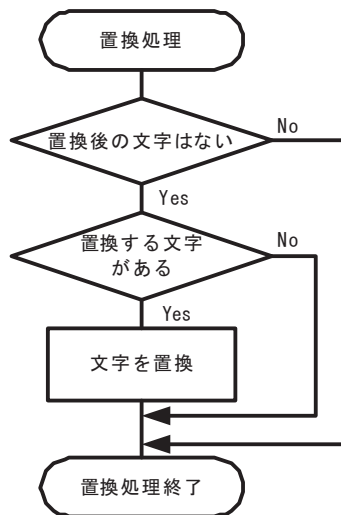 置換処理
置換後の文字はない
No
Yes
置換する文字
がある
No
Yes
文字を置換
置換処理終了